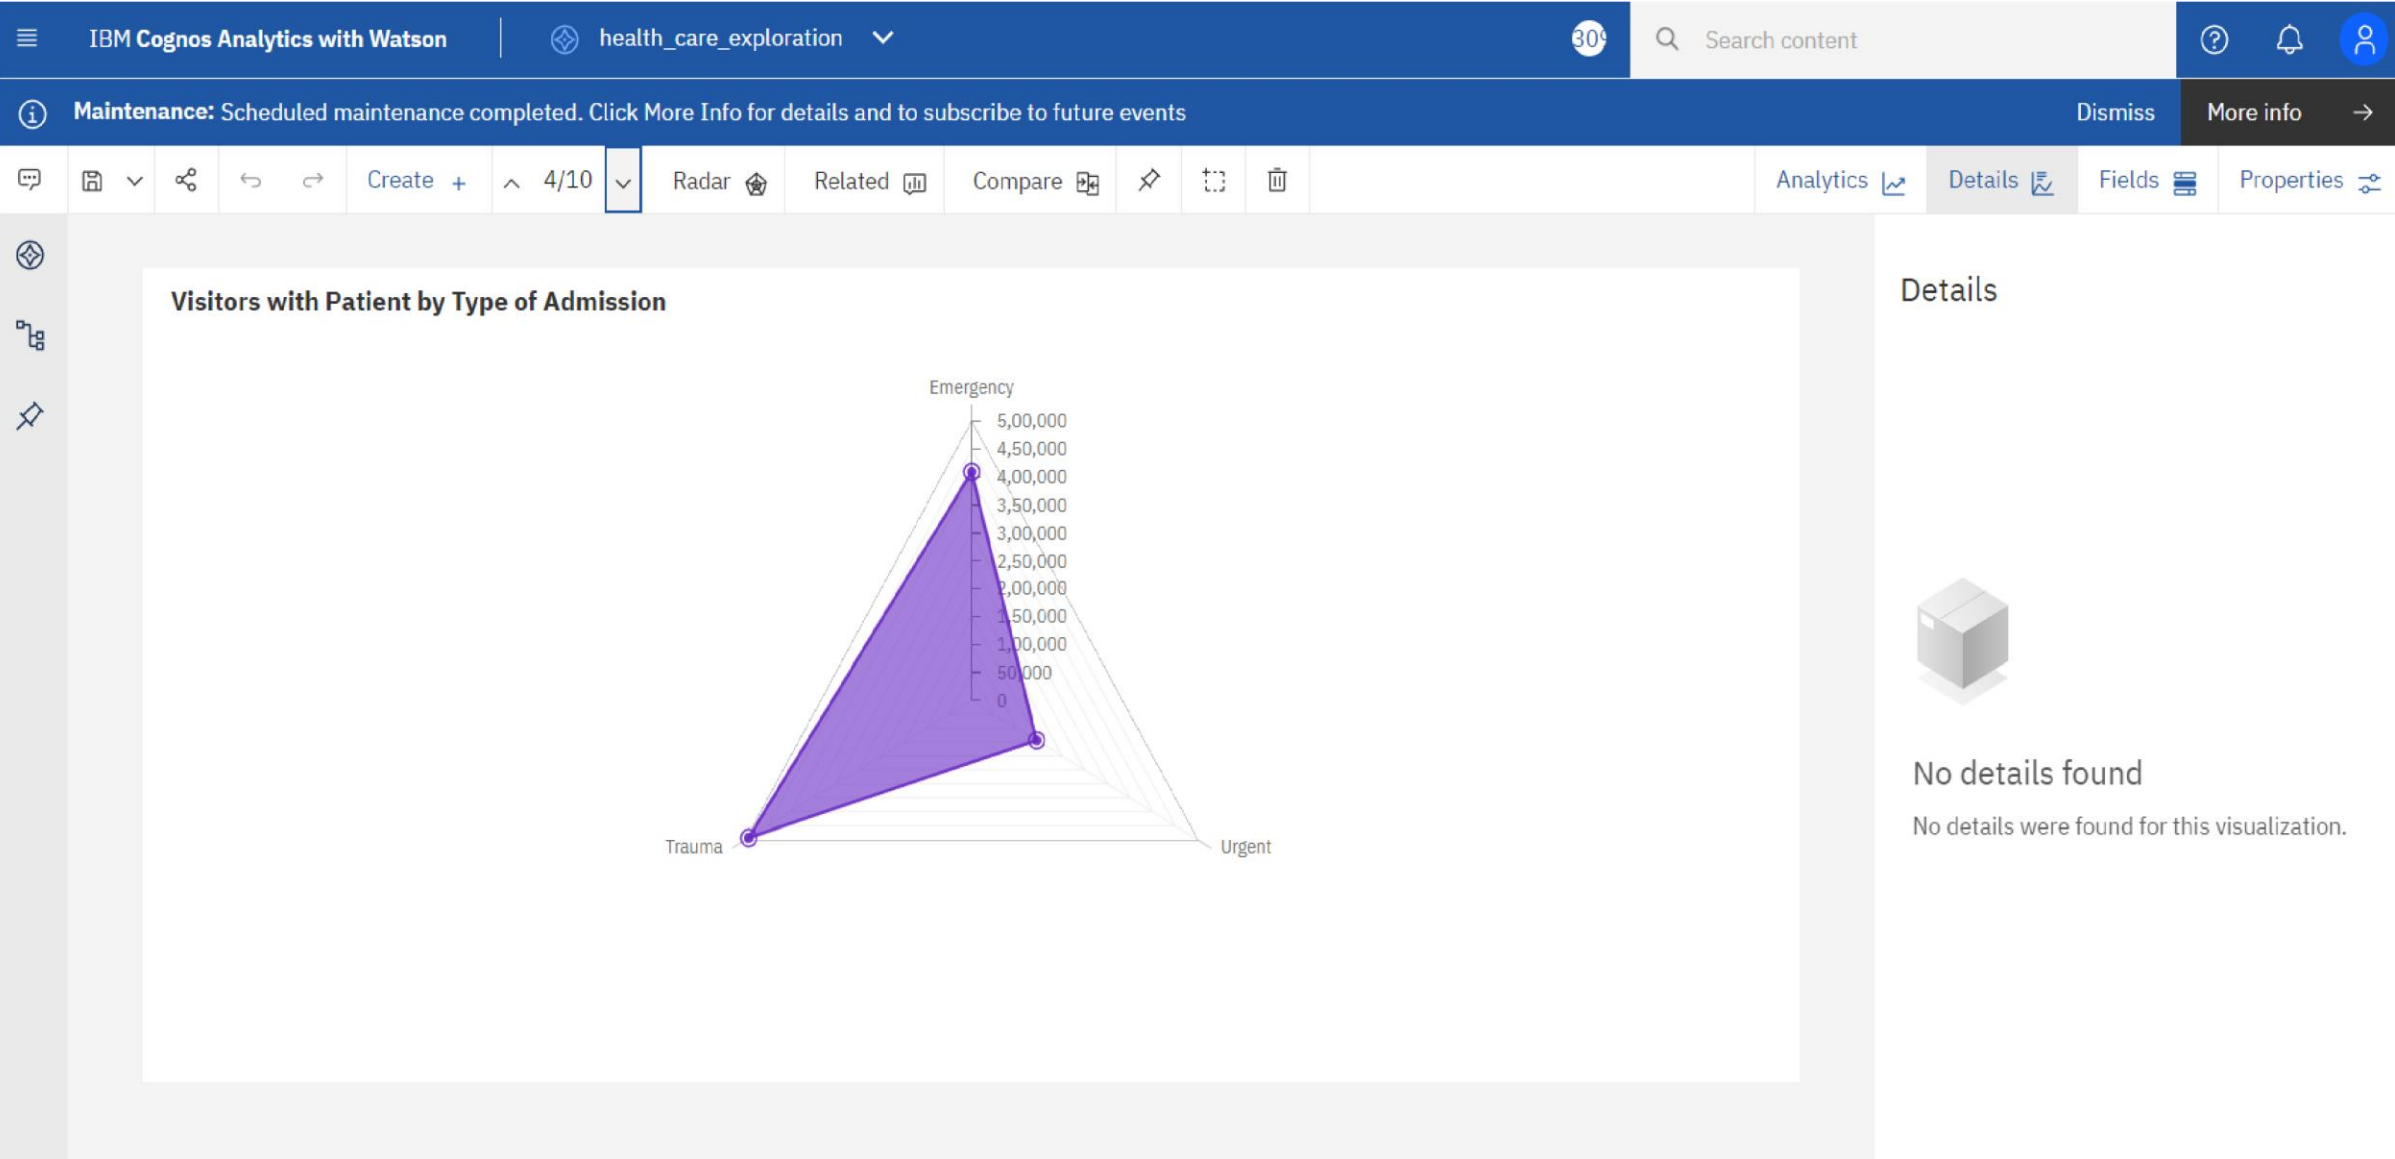 IBM Cognos Analytics with Watson
health_care_exploration
Search content
Maintenance: Scheduled maintenance completed. Click More Info for details and to subscribe to future events
Dismiss
More info
Create +
4/10
Radar
Related
Compare
Analytics
Details
Fields
Properties
Visitors with Patient by Type of Admission
Emergency
5,00,000
4,50,000
4,00,000
3,50,000
3,00,000
2,50,000
2,00,000
1,50,000
1,00,000
50,000
0
Trauma
Urgent
Details
No details found
No details were found for this visualization.